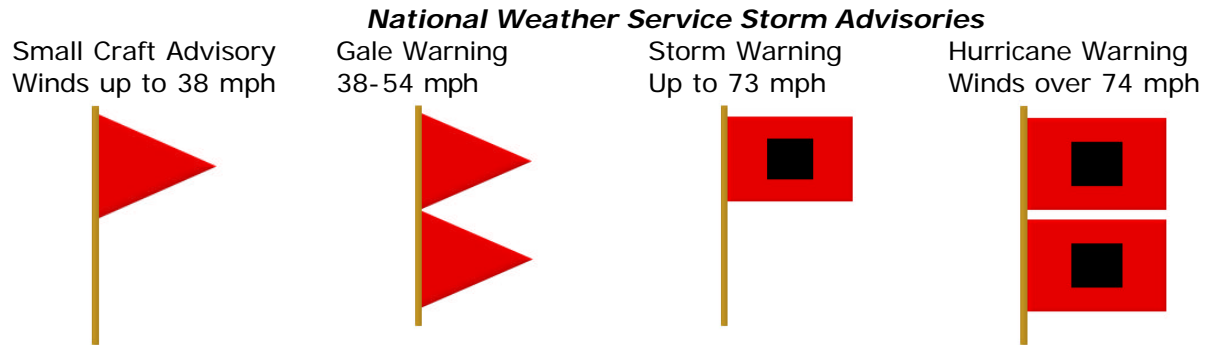 National Weather Service Storm Advisories
Small Craft Advisory
Winds up to 38 mph
Gale Warning
38-54 mph
Storm Warning
Up to 73 mph
Hurricane Warning
Winds over 74 mph